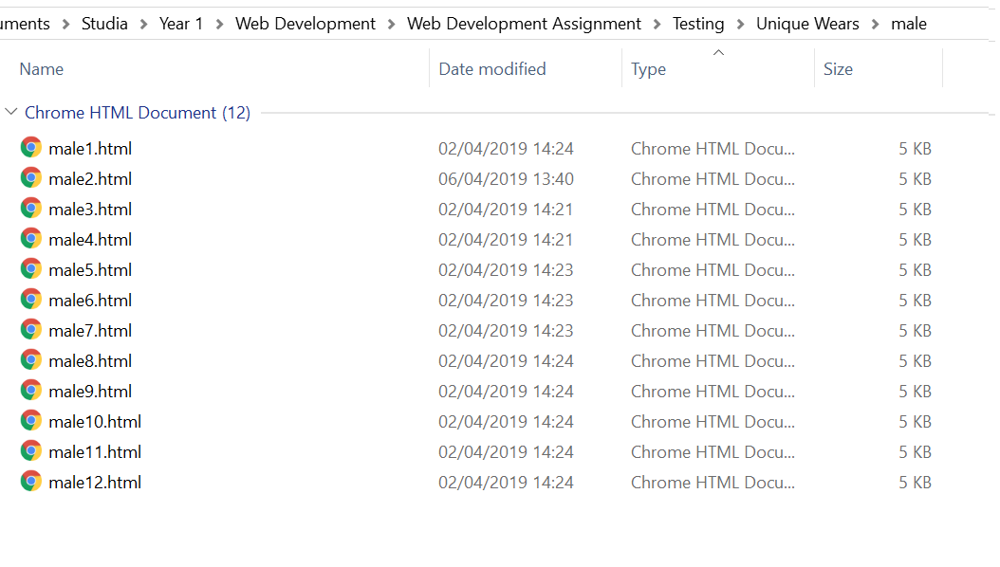 uments > Studia > Year 1 > Web Development > Web Development Assignment > Testing > Unique Wears > male
Name Date modified Type Size
Chrome HTML Document (12)
male1.html 02/04/2019 14:24 Chrome HTML Docu... 5 KB
male2.html 06/04/2019 13:40 Chrome HTML Docu... 5 KB
male3.html 02/04/2019 14:21 Chrome HTML Docu... 5 KB
male4.html 02/04/2019 14:21 Chrome HTML Docu... 5 KB
male5.html 02/04/2019 14:23 Chrome HTML Docu... 5 KB
male6.html 02/04/2019 14:23 Chrome HTML Docu... 5 KB
male7.html 02/04/2019 14:23 Chrome HTML Docu... 5 KB
male8.html 02/04/2019 14:24 Chrome HTML Docu... 5 KB
male9.html 02/04/2019 14:24 Chrome HTML Docu... 5 KB
male10.html 02/04/2019 14:24 Chrome HTML Docu... 5 KB
male11.html 02/04/2019 14:24 Chrome HTML Docu... 5 KB
male12.html 02/04/2019 14:24 Chrome HTML Docu... 5 KB